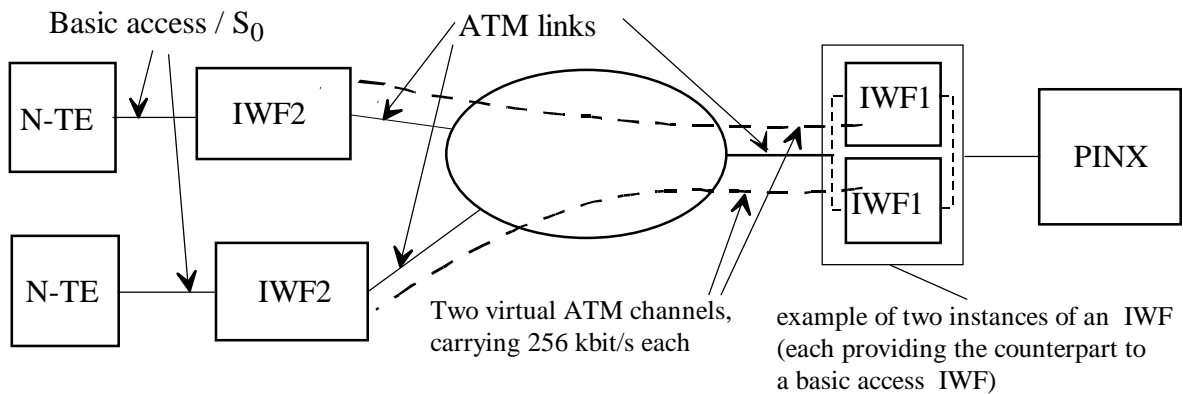 Basic access / S0
ATM links
N-TE
IWF2
IWF1
PINX
IWF1
N-TE
IWF2
Two virtual ATM channels,
carrying 256 kbit/s each
example of two instances of an IWF
(each providing the counterpart to
a basic access IWF)